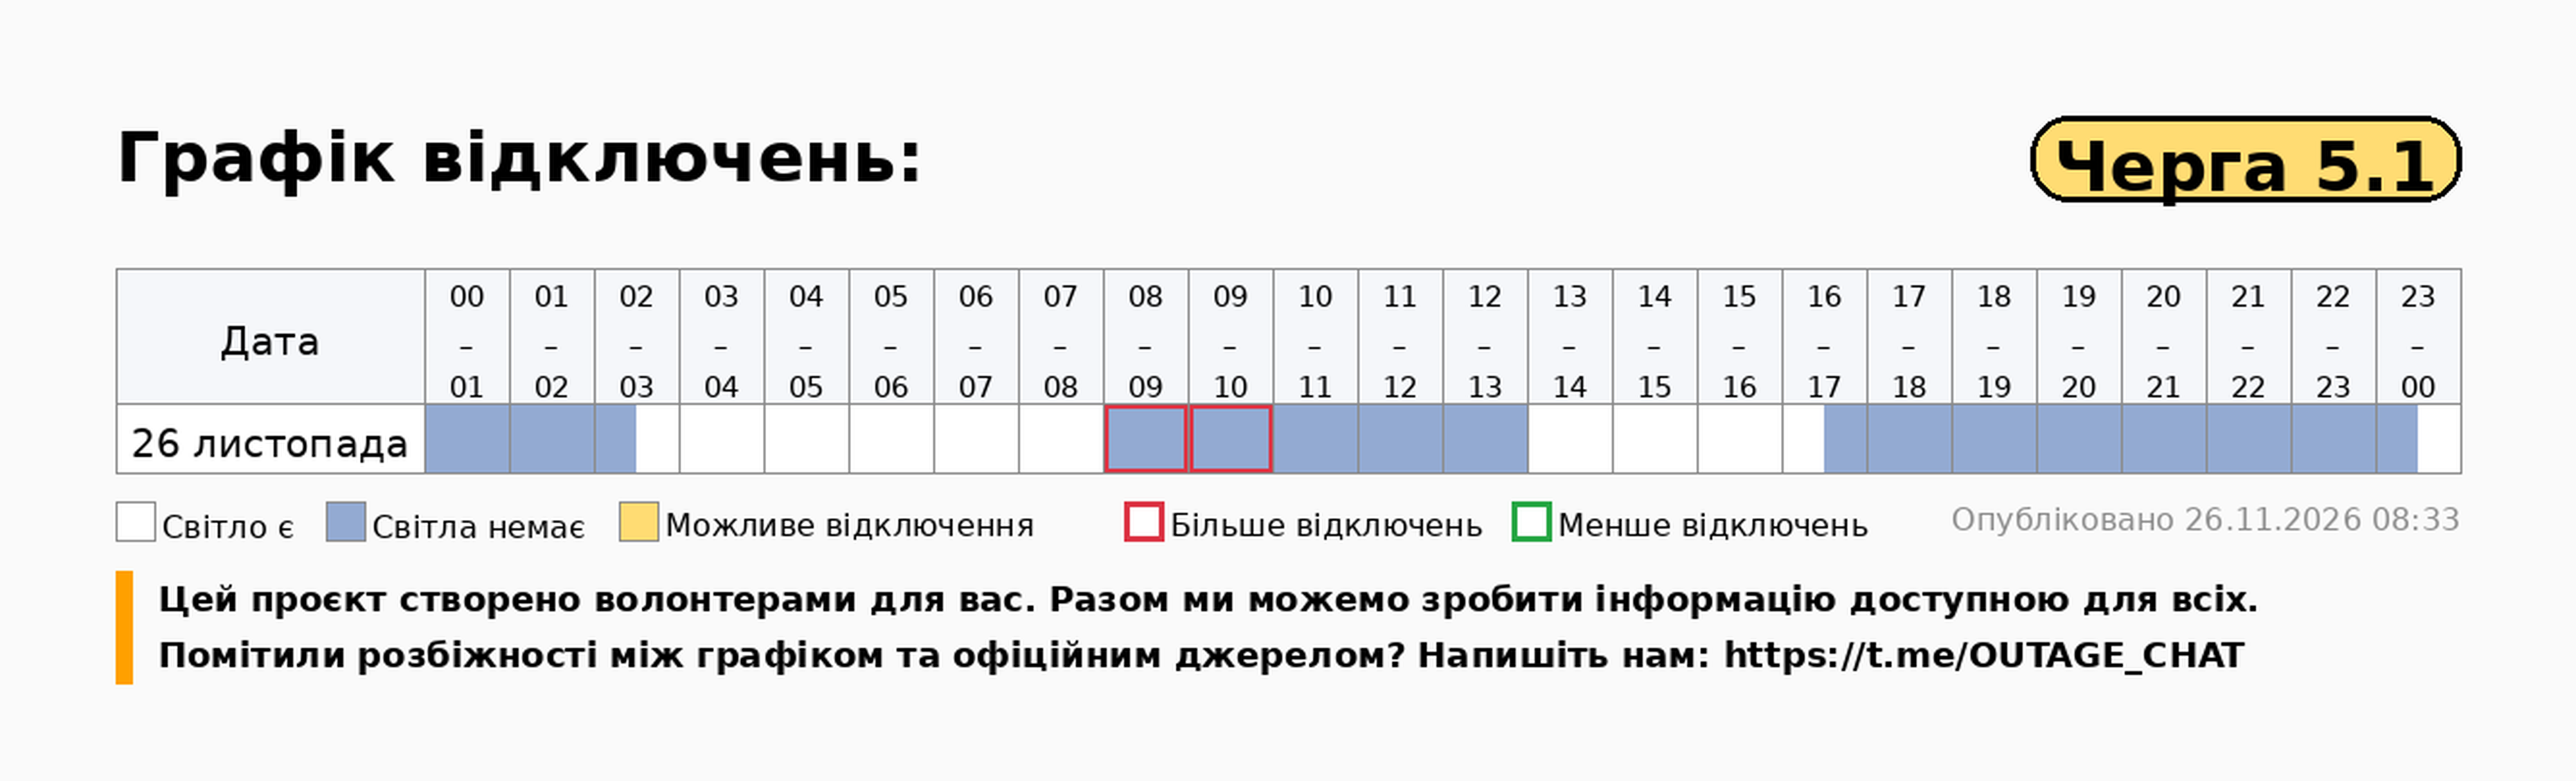 Графік відключень:
Черга 5.1
Дата
00 – 01
01 – 02
02 – 03
03 – 04
04 – 05
05 – 06
06 – 07
07 – 08
08 – 09
09 – 10
10 – 11
11 – 12
12 – 13
13 – 14
14 – 15
15 – 16
16 – 17
17 – 18
18 – 19
19 – 20
20 – 21
21 – 22
22 – 23
23 – 00
26 листопада
Світло є
Світла немає
Можливе відключення
Більше відключень
Менше відключень
Опубліковано 26.11.2026 08:33
Цей проєкт створено волонтерами для вас. Разом ми можемо зробити інформацію доступною для всіх.
Помітили розбіжності між графіком та офіційним джерелом? Напишіть нам: https://t.me/OUTAGE_CHAT